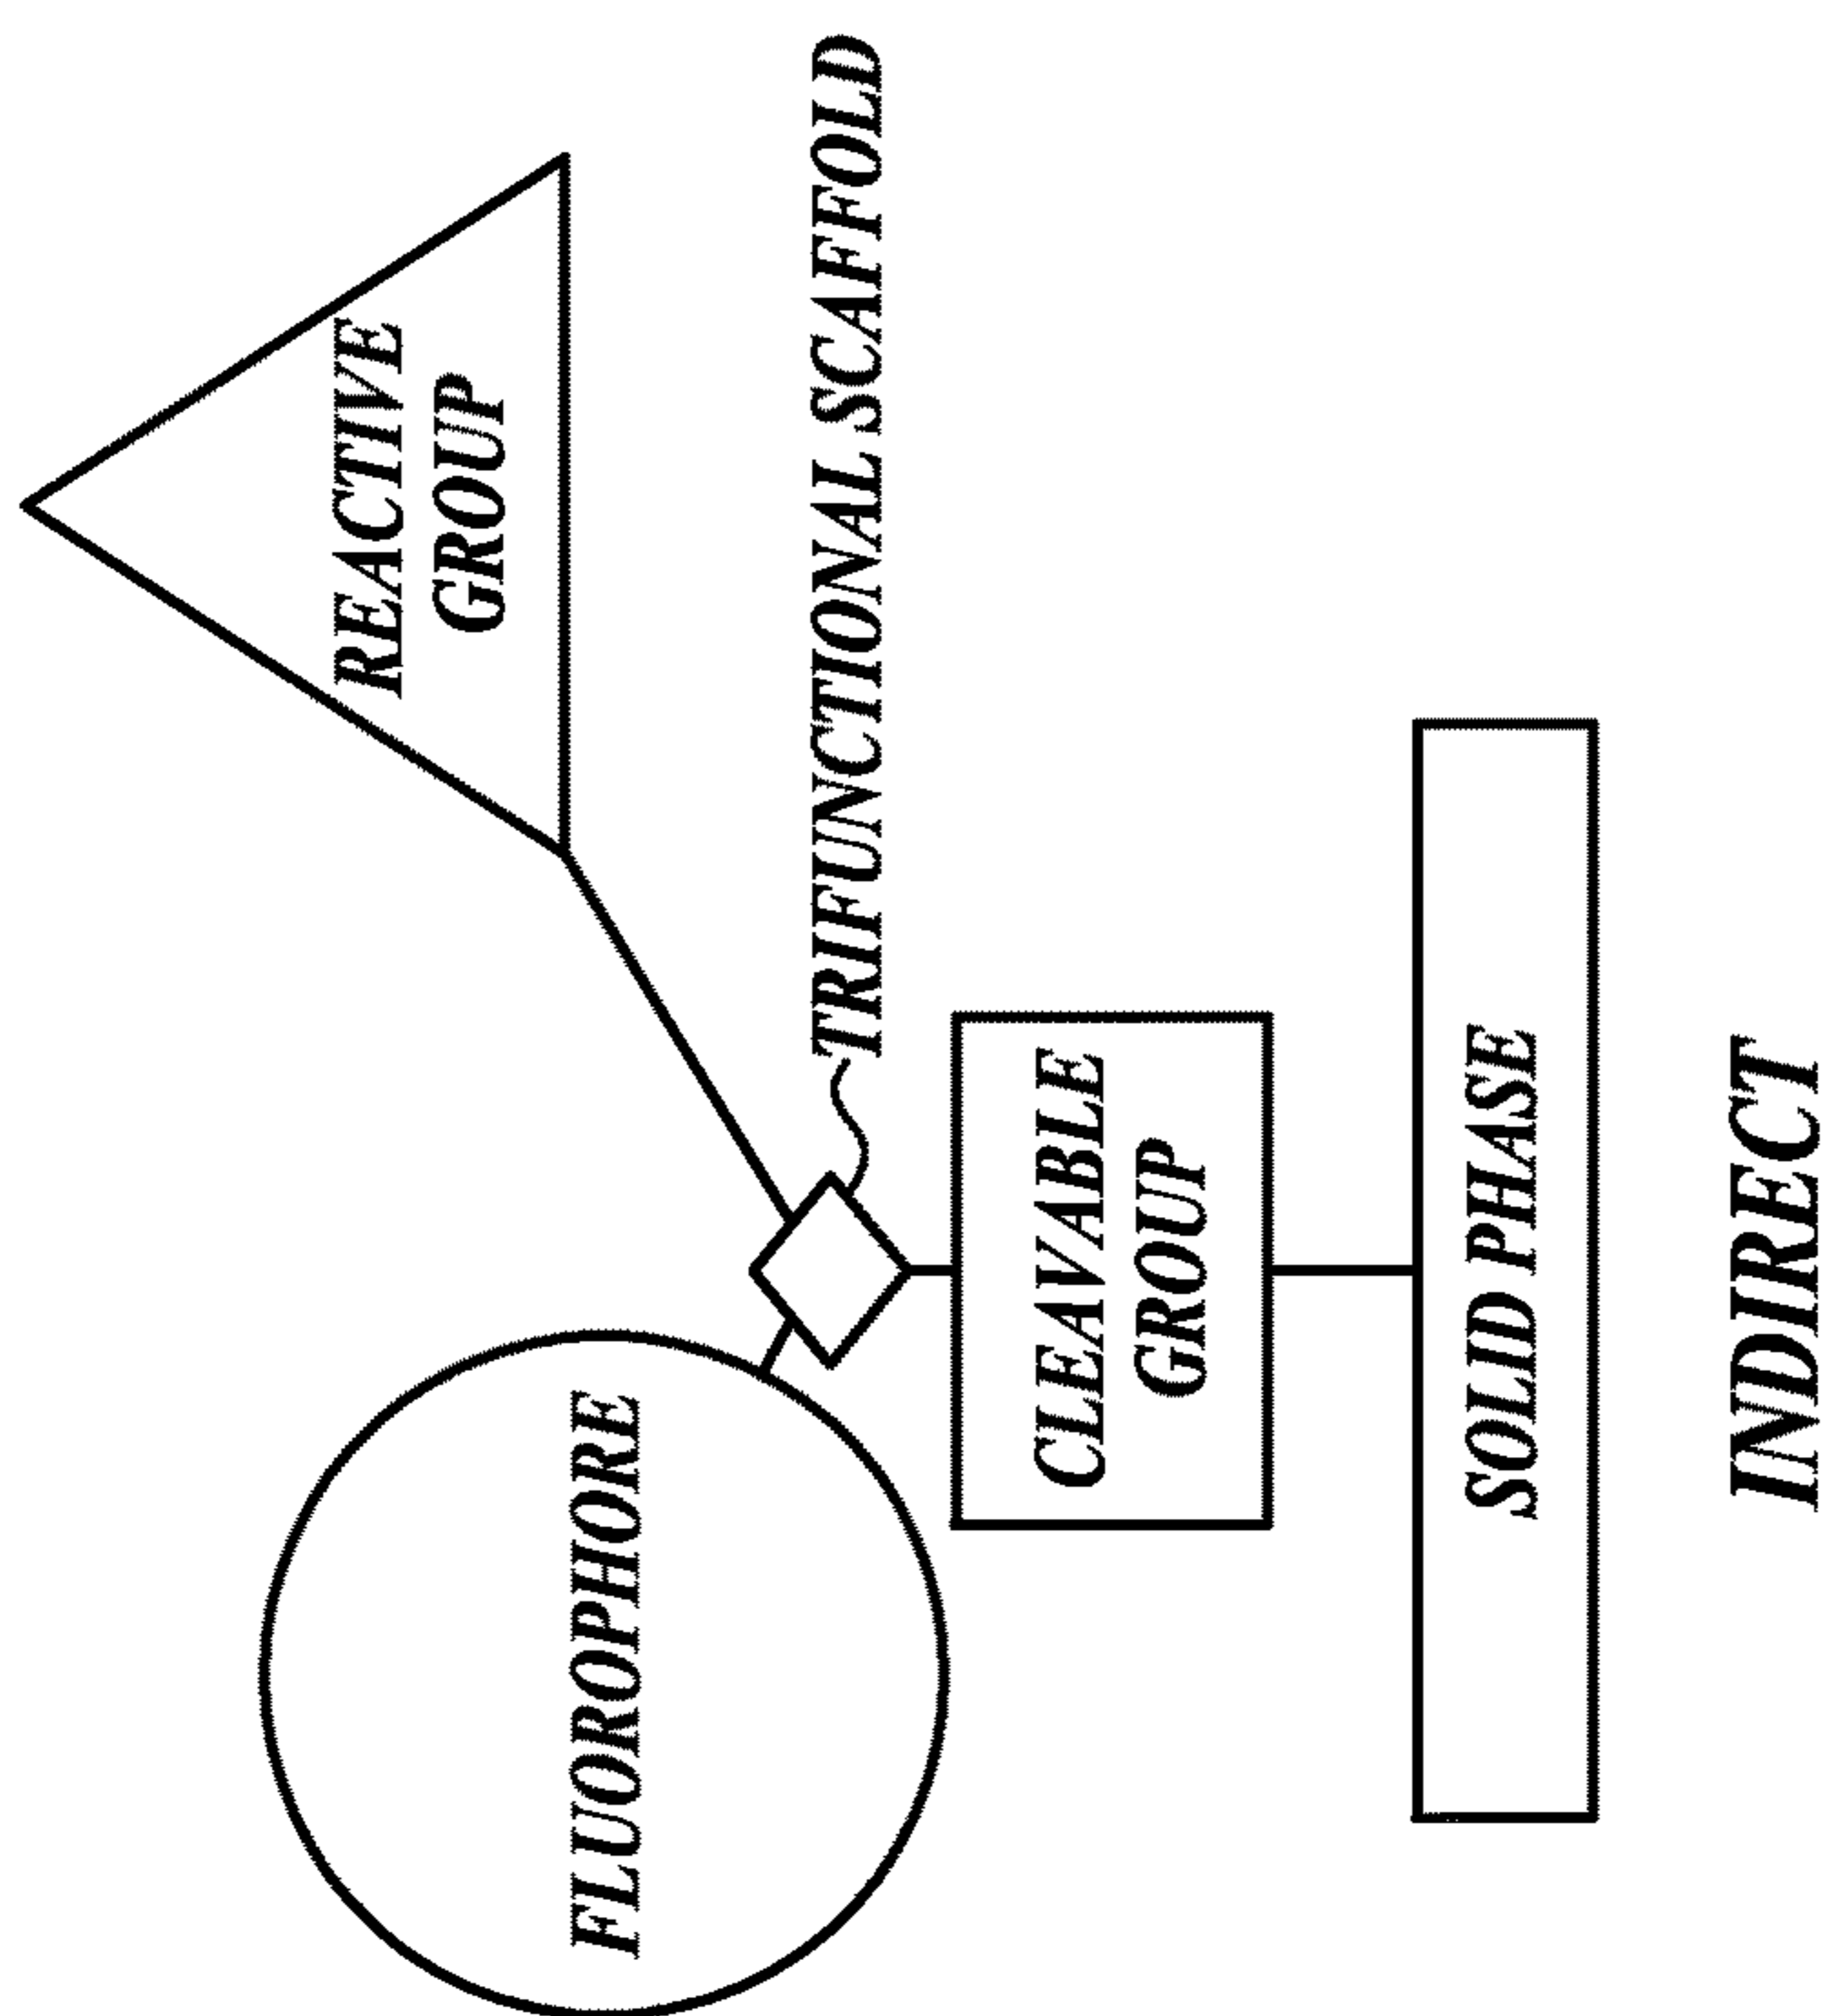 REACTIVE
GROUP
FLUOROPHORE
TRIFUNCTIONAL SCAFFOLD
CLEAVABLE
GROUP
SOLID PHASE
INDIRECT